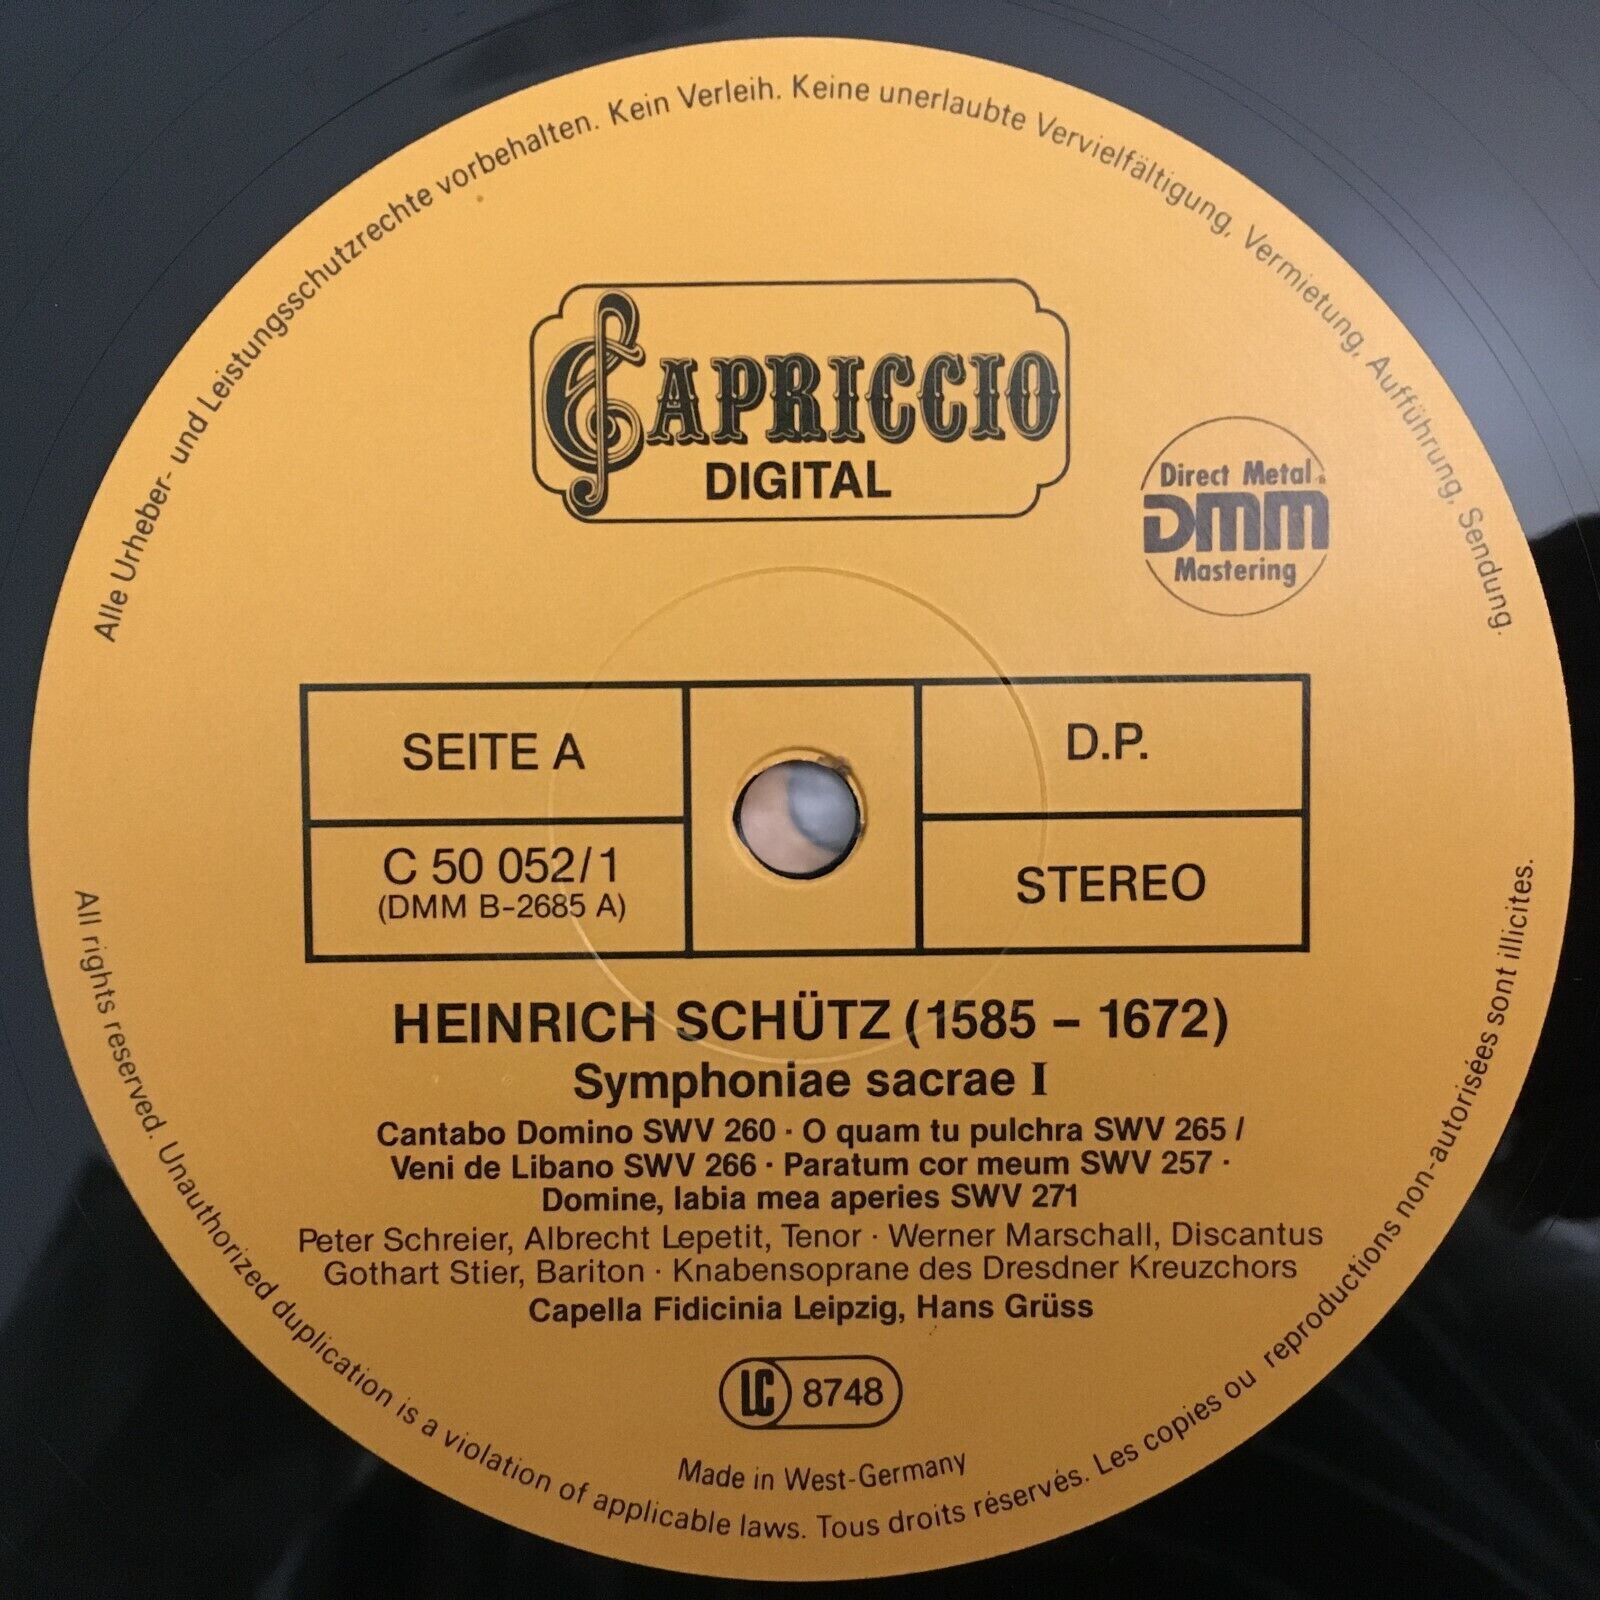 Alle Urheber- und Leistungsschutzrechte vorbehalten. Kein Verleih. Keine unerlaubte Vervielfältigung, Vermietung, Aufführung, Sendung.
CAPRICCIO
DIGITAL
Direct Metal
DMM
Mastering
SEITE A
D.P.
C 50 052/1
(DMM B-2685 A)
STEREO
HEINRICH SCHÜTZ (1585 – 1672)
Symphoniae sacrae I
Cantabo Domino SWV 260 · O quam tu pulchra SWV 265 /
Veni de Libano SWV 266 · Paratum cor meum SWV 257 ·
Domine, labia mea aperies SWV 271
Peter Schreier, Albrecht Lepetit, Tenor · Werner Marschall, Discantus
Gothart Stier, Bariton · Knabensoprane des Dresdner Kreuzchors
Capella Fidicinia Leipzig, Hans Grüss
LC 8748
Made in West-Germany
All rights reserved. Unauthorized duplication is a violation of applicable laws. Tous droits réservés. Les copies ou reproductions non-autorisées sont illicites.